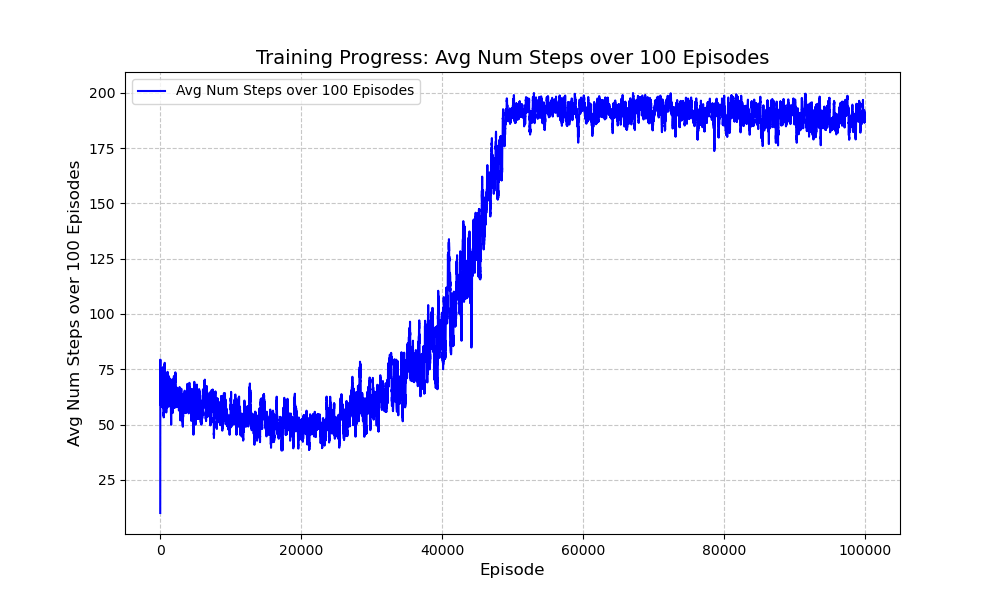 Training Progress: Avg Num Steps over 100 Episodes
Avg Num Steps over 100 Episodes
Avg Num Steps over 100 Episodes
200
175
150
125
100
75
50
25
0 20000 40000 60000 80000 100000
Episode